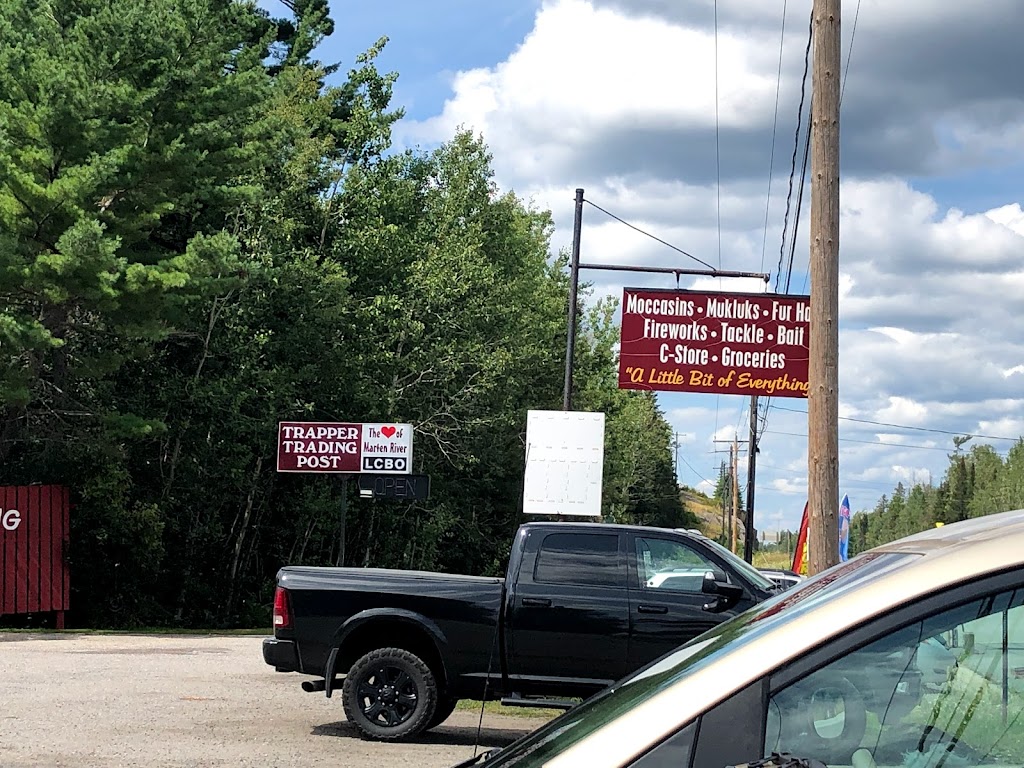 Moccasins • Mukluks • Fur Ha
Fireworks • Tackle • Bait
C-Store • Groceries
"A Little Bit of Everything
TRAPPER
TRADING
POST
The ❤ of
Marten River
LCBO
OPEN
G